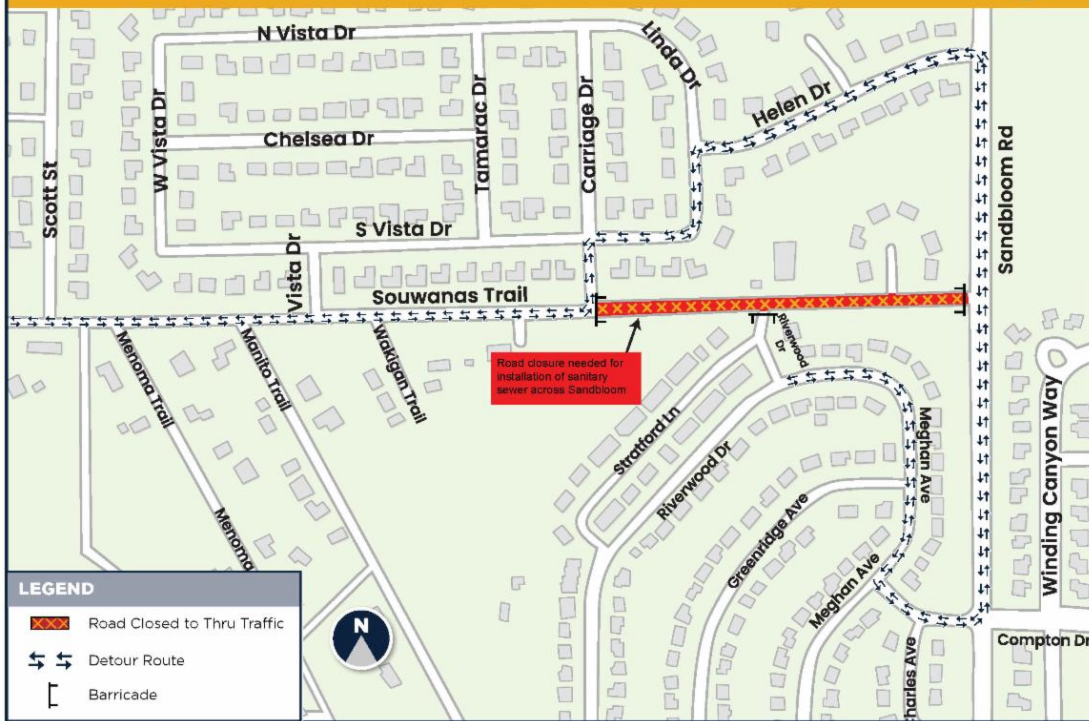 N Vista Dr
Linda Dr
Helen Dr
W Vista Dr
Chelsea Dr
Tamarac Dr
Carriage Dr
Scott St
Sandbloom Rd
S Vista Dr
Vista Dr
Souwanas Trail
Menoma Trail
Manito Trail
Wakigan Trail
Road closure needed for
installation of sanitary
sewer across Sandbloom
Riverwood
Dr
Stratford Ln
Riverwood Dr
Meghan Ave
Winding Canyon Way
Greenridge Ave
Meghan Ave
Menoma
Compton Dr
Charles Ave
N
LEGEND
Road Closed to Thru Traffic
Detour Route
Barricade